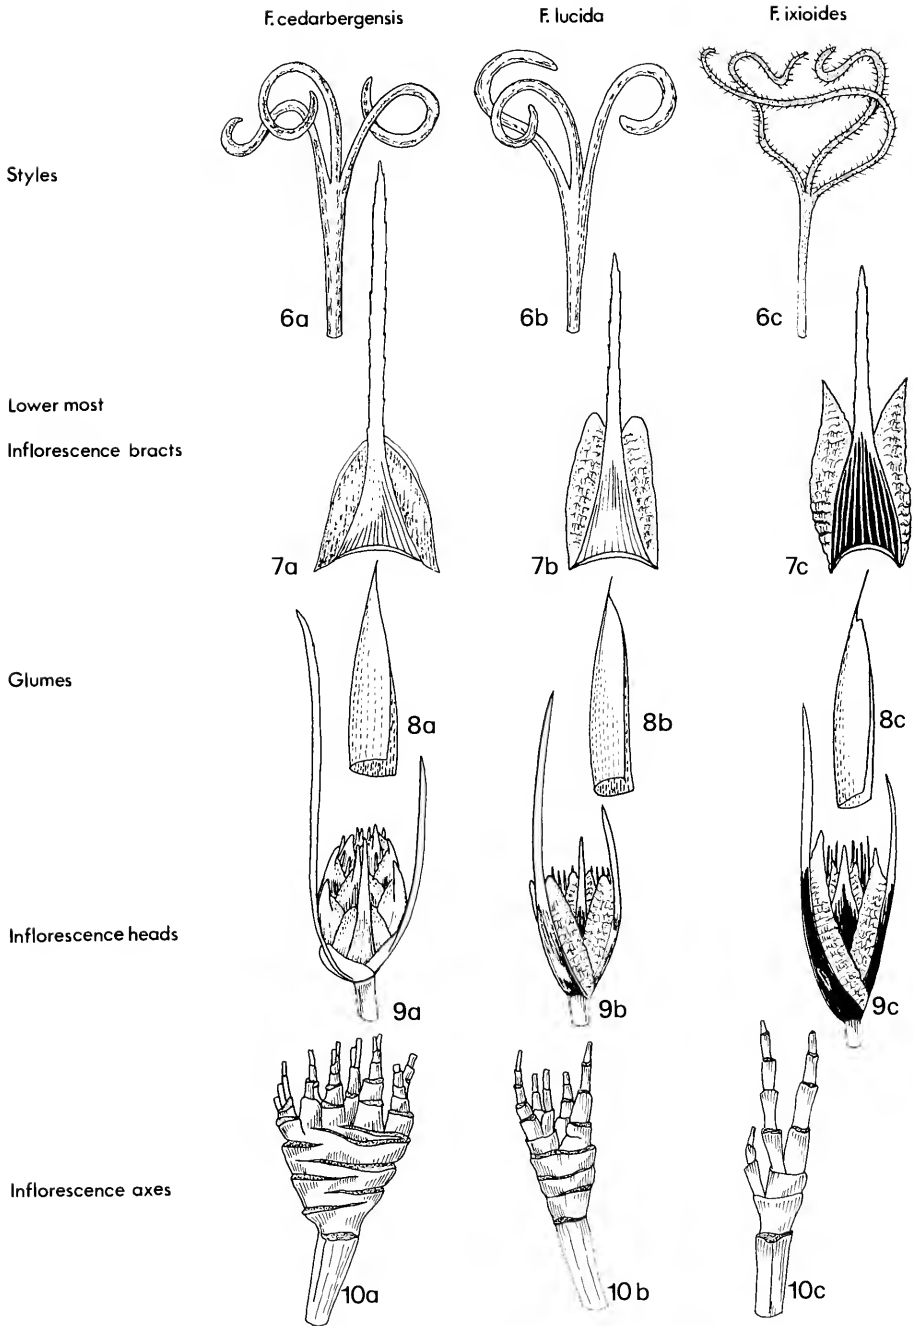 F. cedarbergensis
F. lucida
F. ixioides
Styles
6a
6b
6c
Lower most
Inflorescence bracts
7a
7b
7c
Glumes
8a
8b
8c
Inflorescence heads
9a
9b
9c
Inflorescence axes
10a
10b
10c